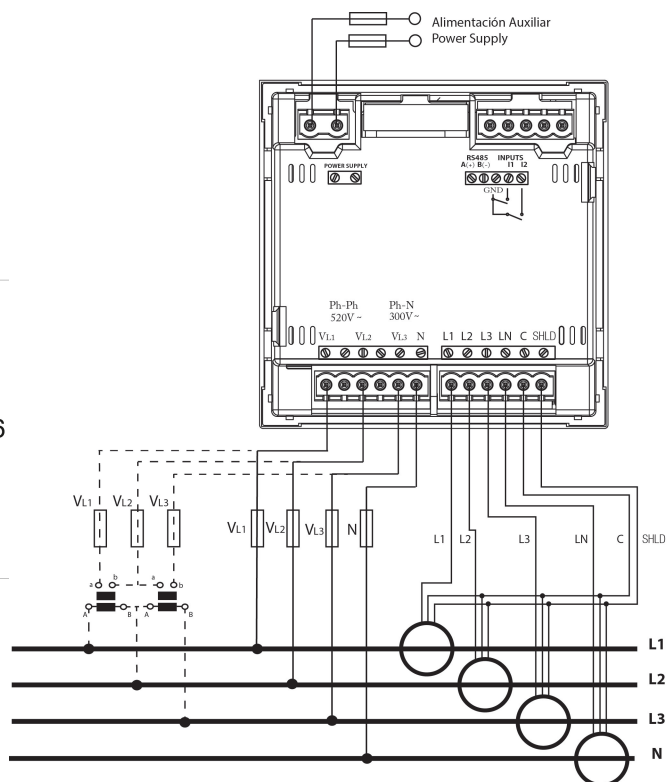 Alimentación Auxiliar
Power Supply
POWER SUPPLY
RS485 INPUTS
A(+) B(-) I1 I2
GND
Ph-Ph Ph-N
520V ~ 300V ~
VL1 VL2 VL3 N L1 L2 L3 LN C SHLD
6
VL1 VL2 VL3
VL1 VL2 VL3 N
L1 L2 L3 LN C SHLD
a b a b
A B A B
L1
L2
L3
N